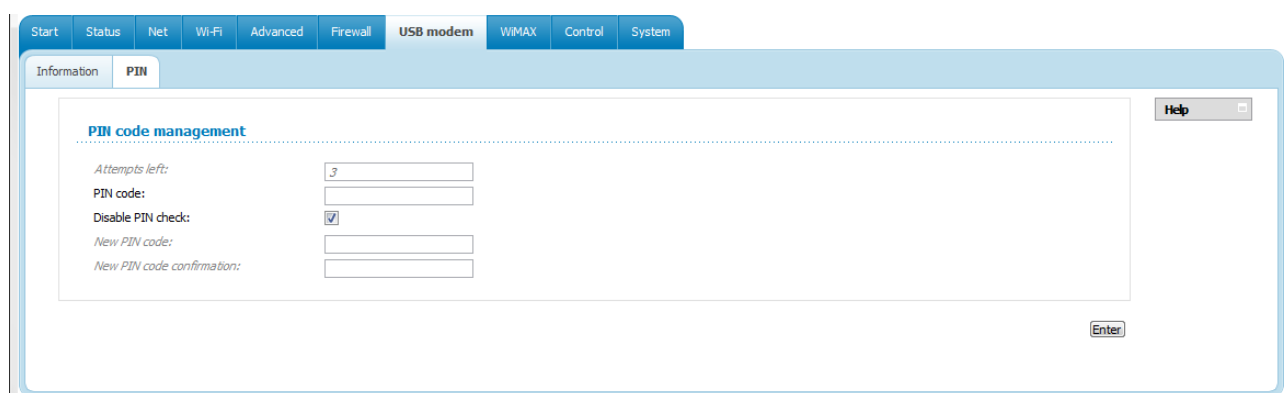 Start Status Net Wi-Fi Advanced Firewall USB modem WiMAX Control System
Information PIN
Help
PIN code management
Attempts left: 3
PIN code:
Disable PIN check:
New PIN code:
New PIN code confirmation:
Enter